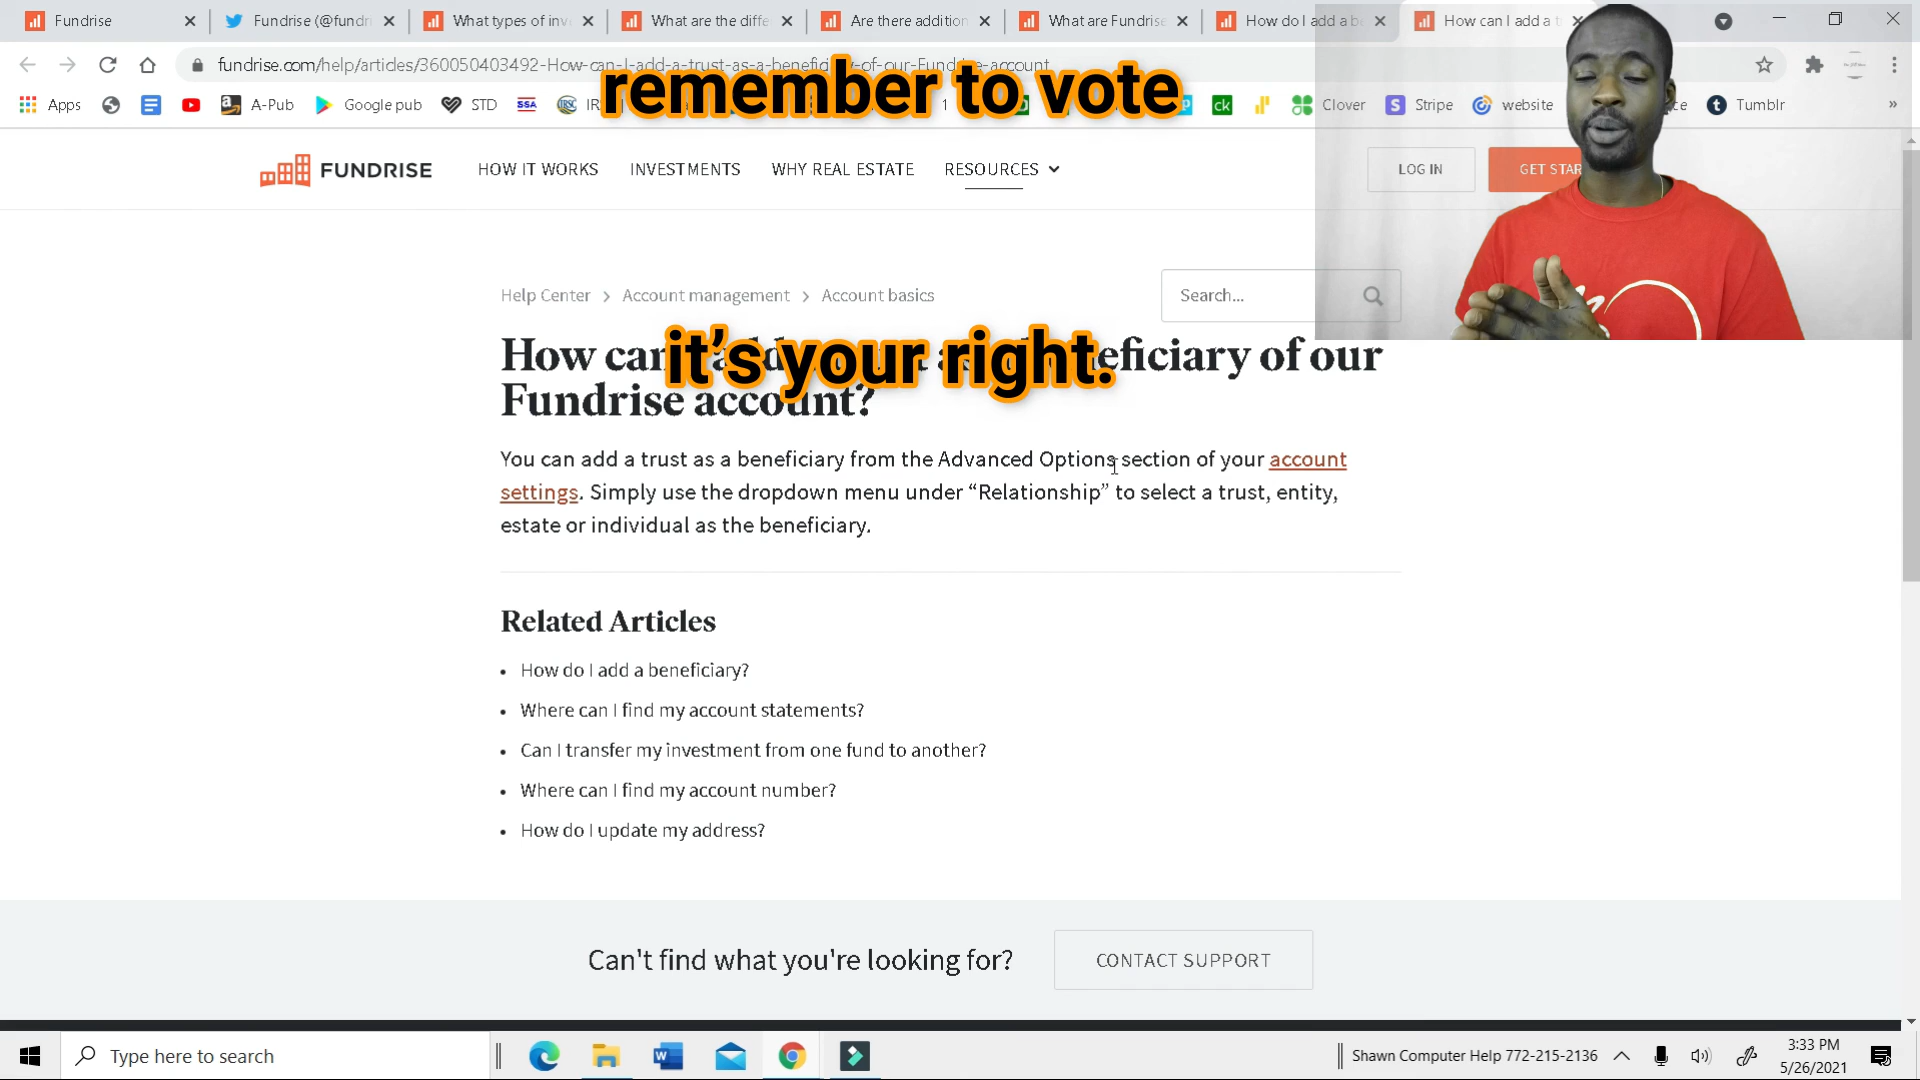 Fundrise
Fundrise (@fundri
What types of inv
What are the diffe
Are there addition
What are Fundrise
How do I add a be
How can I add a t
fundrise.com/help/articles/360050403492-How-can-I-add-a-trust-as-a-beneficiary-of-our-Fundrise-account
remember to vote
Apps
A-Pub
Google pub
STD
SSA
IRSC
ck
Clover
Stripe
website
Tumblr
»
FUNDRISE
HOW IT WORKS
INVESTMENTS
WHY REAL ESTATE
RESOURCES
LOG IN
GET STAR
Help Center > Account management > Account basics
Search...
it’s your right.
How can add beneficiary of our
Fundrise account?
You can add a trust as a beneficiary from the Advanced Options section of your account
settings. Simply use the dropdown menu under “Relationship” to select a trust, entity,
estate or individual as the beneficiary.
Related Articles
• How do I add a beneficiary?
• Where can I find my account statements?
• Can I transfer my investment from one fund to another?
• Where can I find my account number?
• How do I update my address?
Can't find what you're looking for?
CONTACT SUPPORT
Type here to search
Shawn Computer Help 772-215-2136
3:33 PM
5/26/2021